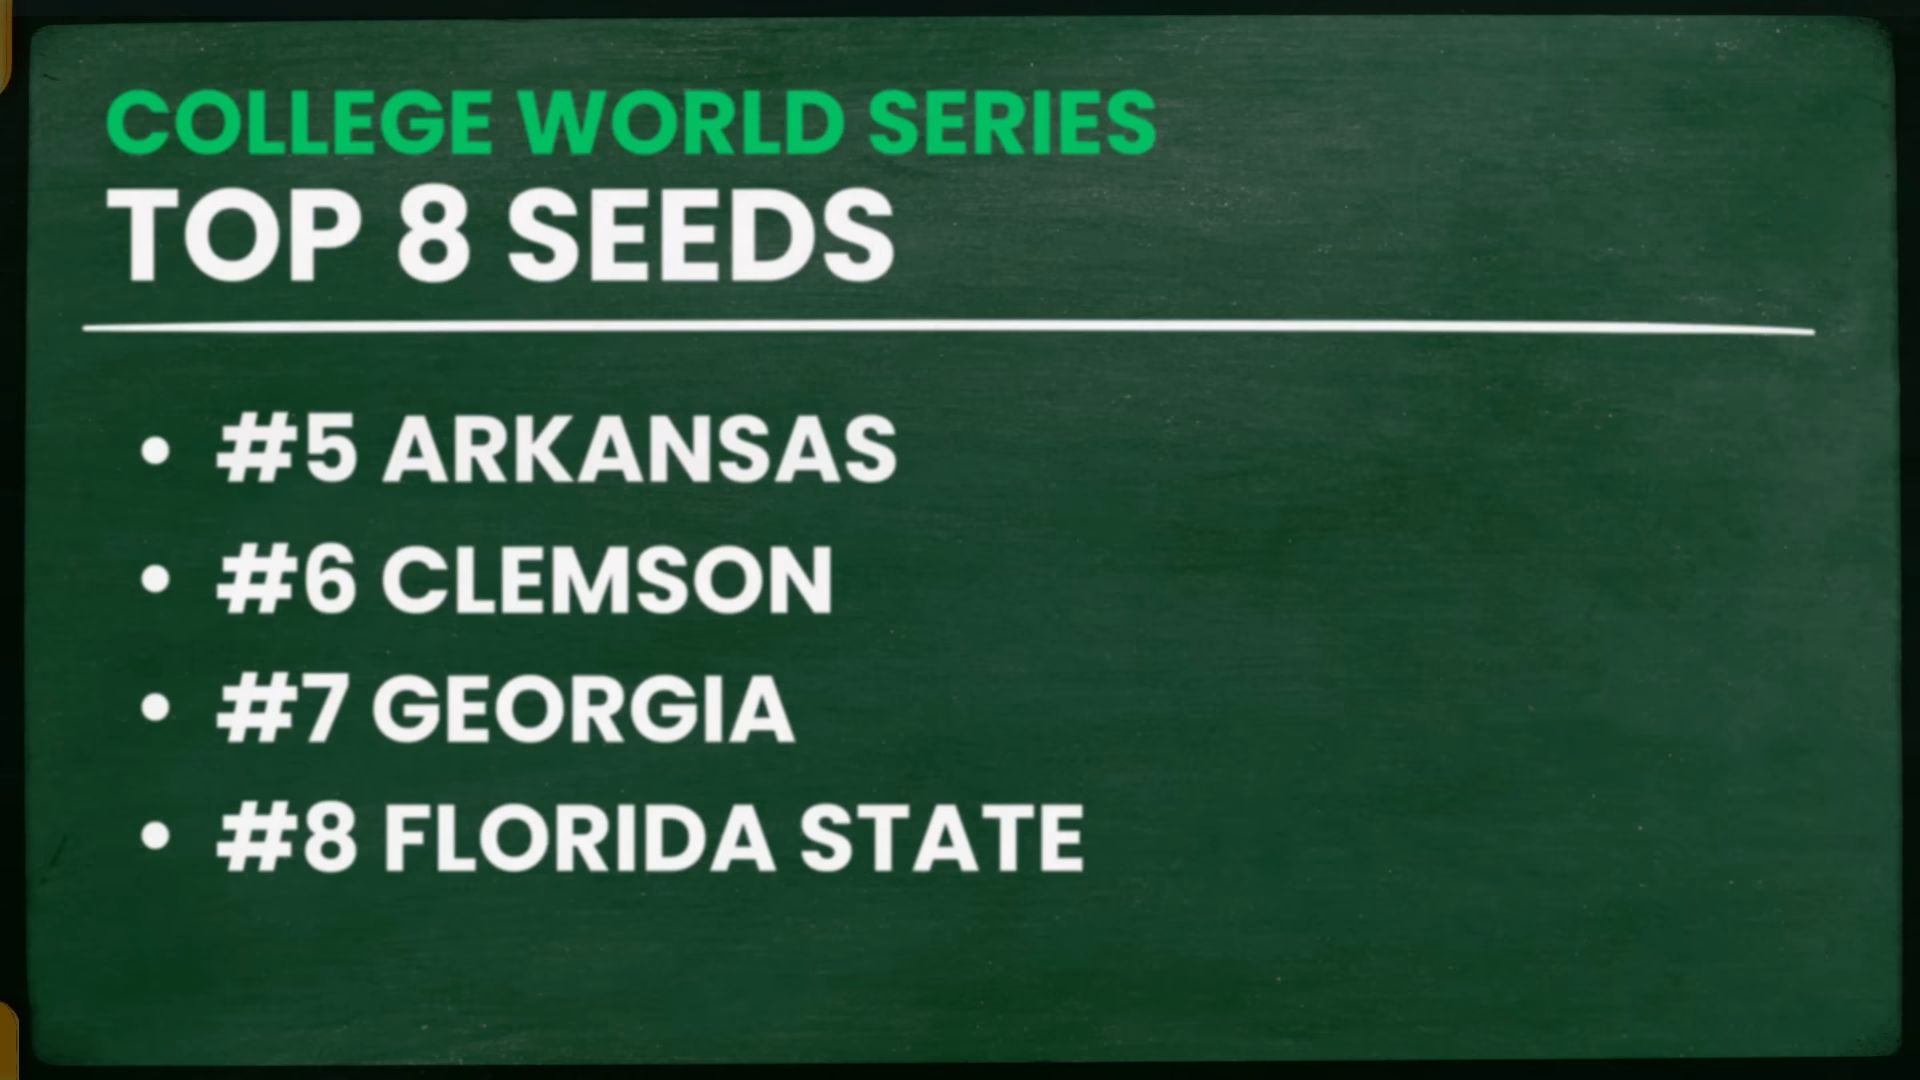 COLLEGE WORLD SERIES
TOP 8 SEEDS
• #5 ARKANSAS
• #6 CLEMSON
• #7 GEORGIA
• #8 FLORIDA STATE